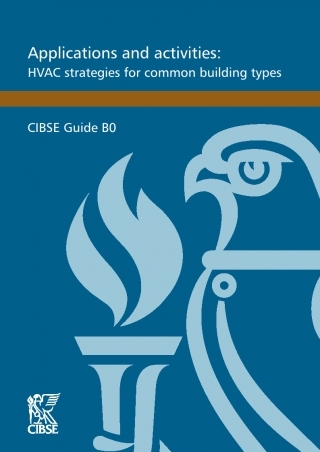 Applications and activities:
HVAC strategies for common building types
CIBSE Guide B0
CIBSE